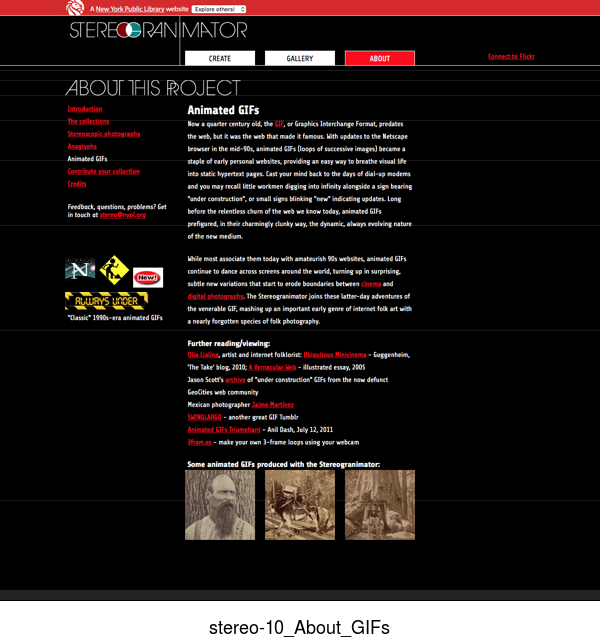 A New York Public Library website Explore others!
STEREOGRANIMATOR
CREATE GALLERY ABOUT Connect to Flickr
ABOUT THIS PROJECT
Introduction
The collections
Stereoscopic photography
Anaglyphs
Animated GIFs
Contribute your collection
Credits
Feedback, questions, problems? Get
in touch at stereo@nypl.org
New!
ALWAYS UNDER
"Classic" 1990s-era animated GIFs
Animated GIFs
Now a quarter century old, the GIF, or Graphics Interchange Format, predates
the web, but it was the web that made it famous. With updates to the Netscape
browser in the mid-90s, animated GIFs (loops of successive images) became a
staple of early personal websites, providing an easy way to breathe visual life
into static hypertext pages. Cast your mind back to the days of dial-up modems
and you may recall little workmen digging into infinity alongside a sign bearing
"under construction", or small signs blinking "new" indicating updates. Long
before the relentless churn of the web we know today, animated GIFs
prefigured, in their charmingly clunky way, the dynamic, always evolving nature
of the new medium.
While most associate them today with amateurish 90s websites, animated GIFs
continue to dance across screens around the world, turning up in surprising,
subtle new variations that start to erode boundaries between cinema and
digital photography. The Stereogranimator joins these latter-day adventures of
the venerable GIF, mashing up an important early genre of internet folk art with
a nearly forgotten species of folk photography.
Further reading/viewing:
Olia Lialina, artist and internet folklorist: Ubiquitous Minicinema - Guggenheim,
'The Take' blog, 2010; A Vernacular Web - illustrated essay, 2005
Jason Scott's archive of "under construction" GIFs from the now defunct
GeoCities web community
Mexican photographer Jaime Martinez
SWINGLARGO - another great GIF Tumblr
Animated GIFs Triumphant - Anil Dash, July 12, 2011
3fram.es - make your own 3-frame loops using your webcam
Some animated GIFs produced with the Stereogranimator:
stereo-10_About_GIFs